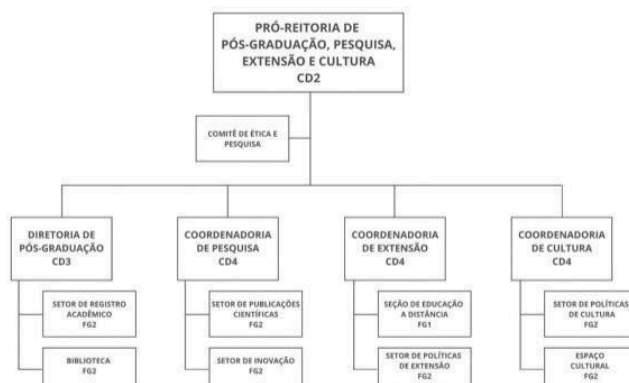 PRÓ-REITORIA DE
PÓS-GRADUAÇÃO, PESQUISA,
EXTENSÃO E CULTURA
CD2
COMITÊ DE ÉTICA E
PESQUISA
DIRETORIA DE
PÓS-GRADUAÇÃO
CD3
COORDENADORIA
DE PESQUISA
CD4
COORDENADORIA
DE EXTENSÃO
CD4
COORDENADORIA
DE CULTURA
CD4
SETOR DE REGISTRO
ACADÊMICO
FG2
SETOR DE PUBLICAÇÕES
CIENTÍFICAS
FG2
SEÇÃO DE EDUCAÇÃO
A DISTÂNCIA
FG1
SETOR DE POLÍTICAS
DE CULTURA
FG2
BIBLIOTECA
FG2
SETOR DE INOVAÇÃO
FG2
SETOR DE POLÍTICAS
DE EXTENSÃO
FG2
ESPAÇO
CULTURAL
FG2